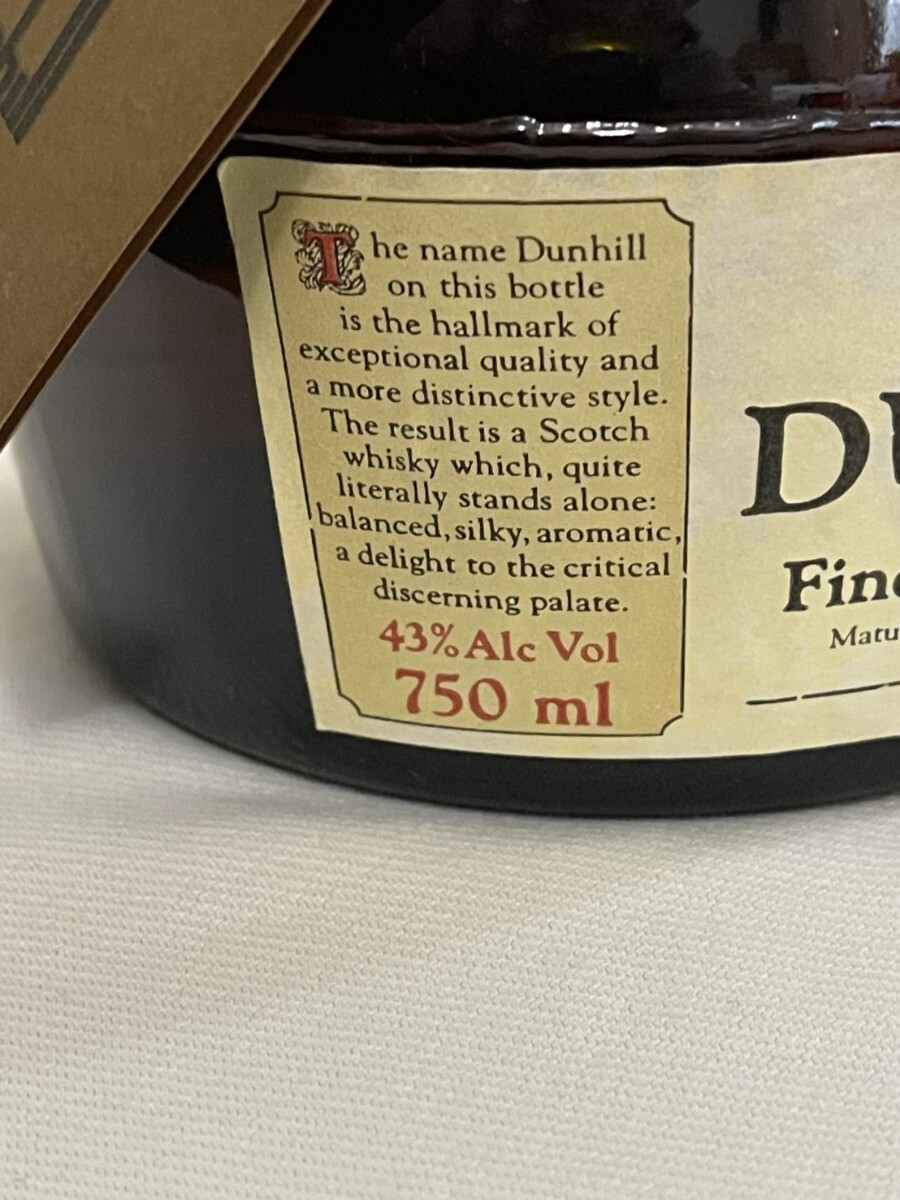 The name Dunhill
on this bottle
is the hallmark of
exceptional quality and
a more distinctive style.
The result is a Scotch
whisky which, quite
literally stands alone:
balanced, silky, aromatic,
a delight to the critical
discerning palate.
43% Alc Vol
750 ml